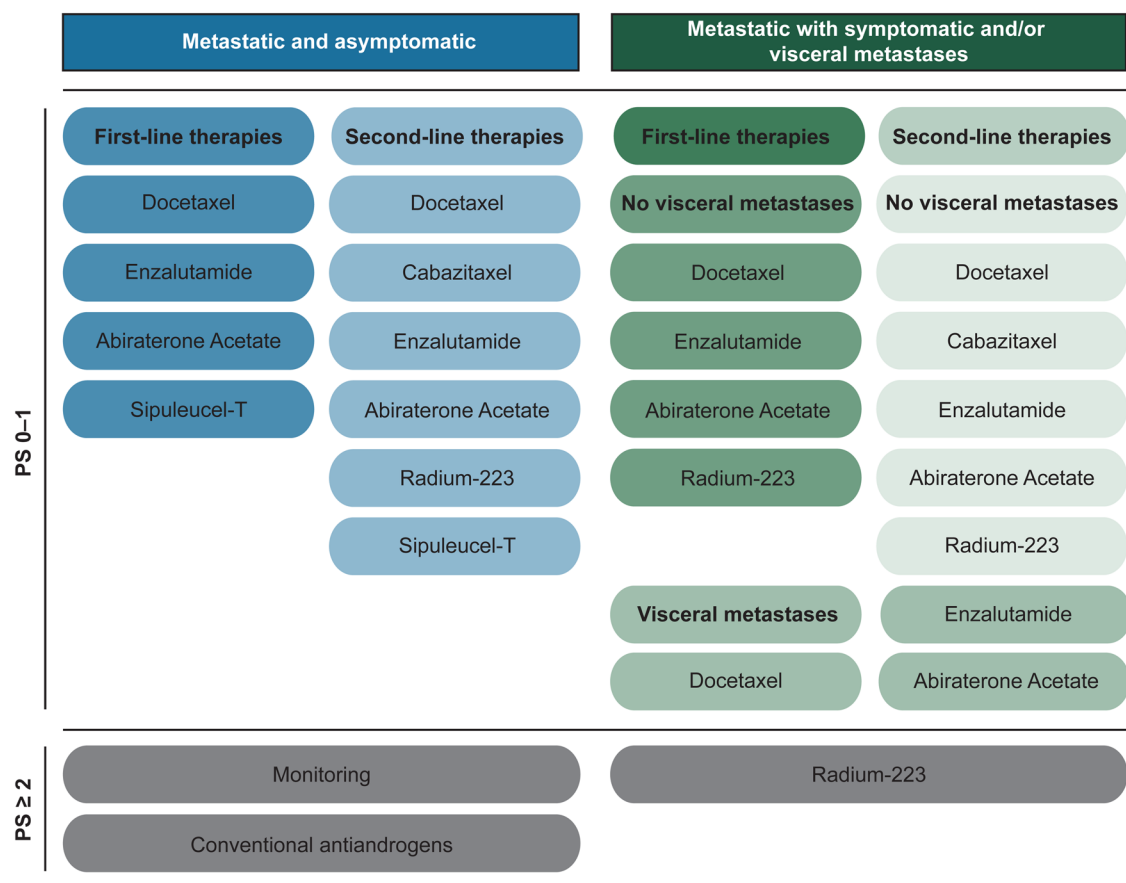 Metastatic and asymptomatic
Metastatic with symptomatic and/or
visceral metastases
PS 0–1
First-line therapies
Docetaxel
Enzalutamide
Abiraterone Acetate
Sipuleucel-T
Second-line therapies
Docetaxel
Cabazitaxel
Enzalutamide
Abiraterone Acetate
Radium-223
Sipuleucel-T
First-line therapies
No visceral metastases
Docetaxel
Enzalutamide
Abiraterone Acetate
Radium-223
Visceral metastases
Docetaxel
Second-line therapies
No visceral metastases
Docetaxel
Cabazitaxel
Enzalutamide
Abiraterone Acetate
Radium-223
Enzalutamide
Abiraterone Acetate
PS ≥ 2
Monitoring
Conventional antiandrogens
Radium-223